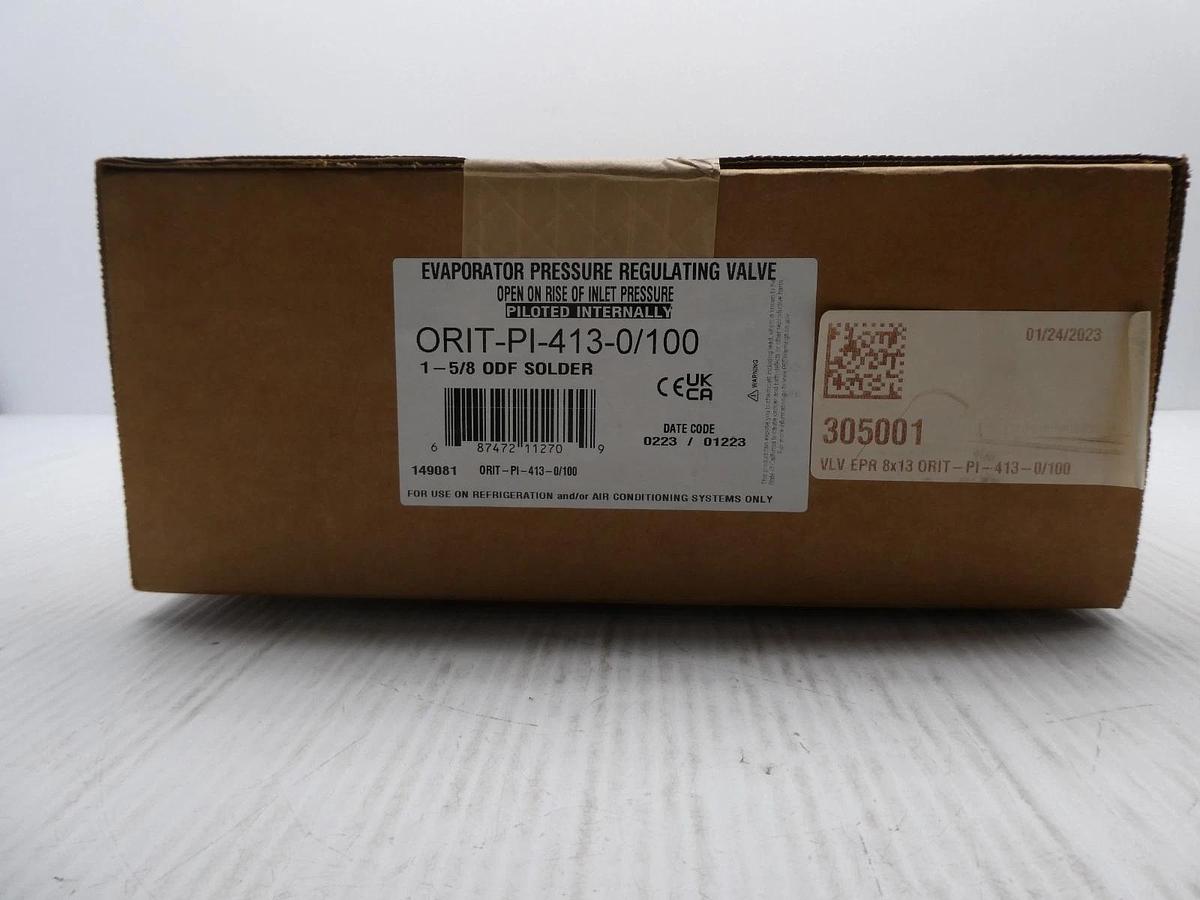 EVAPORATOR PRESSURE REGULATING VALVE
OPEN ON RISE OF INLET PRESSURE
PILOTED INTERNALLY
ORIT-PI-413-0/100
1-5/8 ODF SOLDER
CE UK CA
DATE CODE
0223 / 01223
6 87472 11270 9
149081 ORIT-PI-413-0/100
FOR USE ON REFRIGERATION and/or AIR CONDITIONING SYSTEMS ONLY
WARNING
01/24/2023
305001
VLV EPR 8x13 ORIT-PI-413-0/100